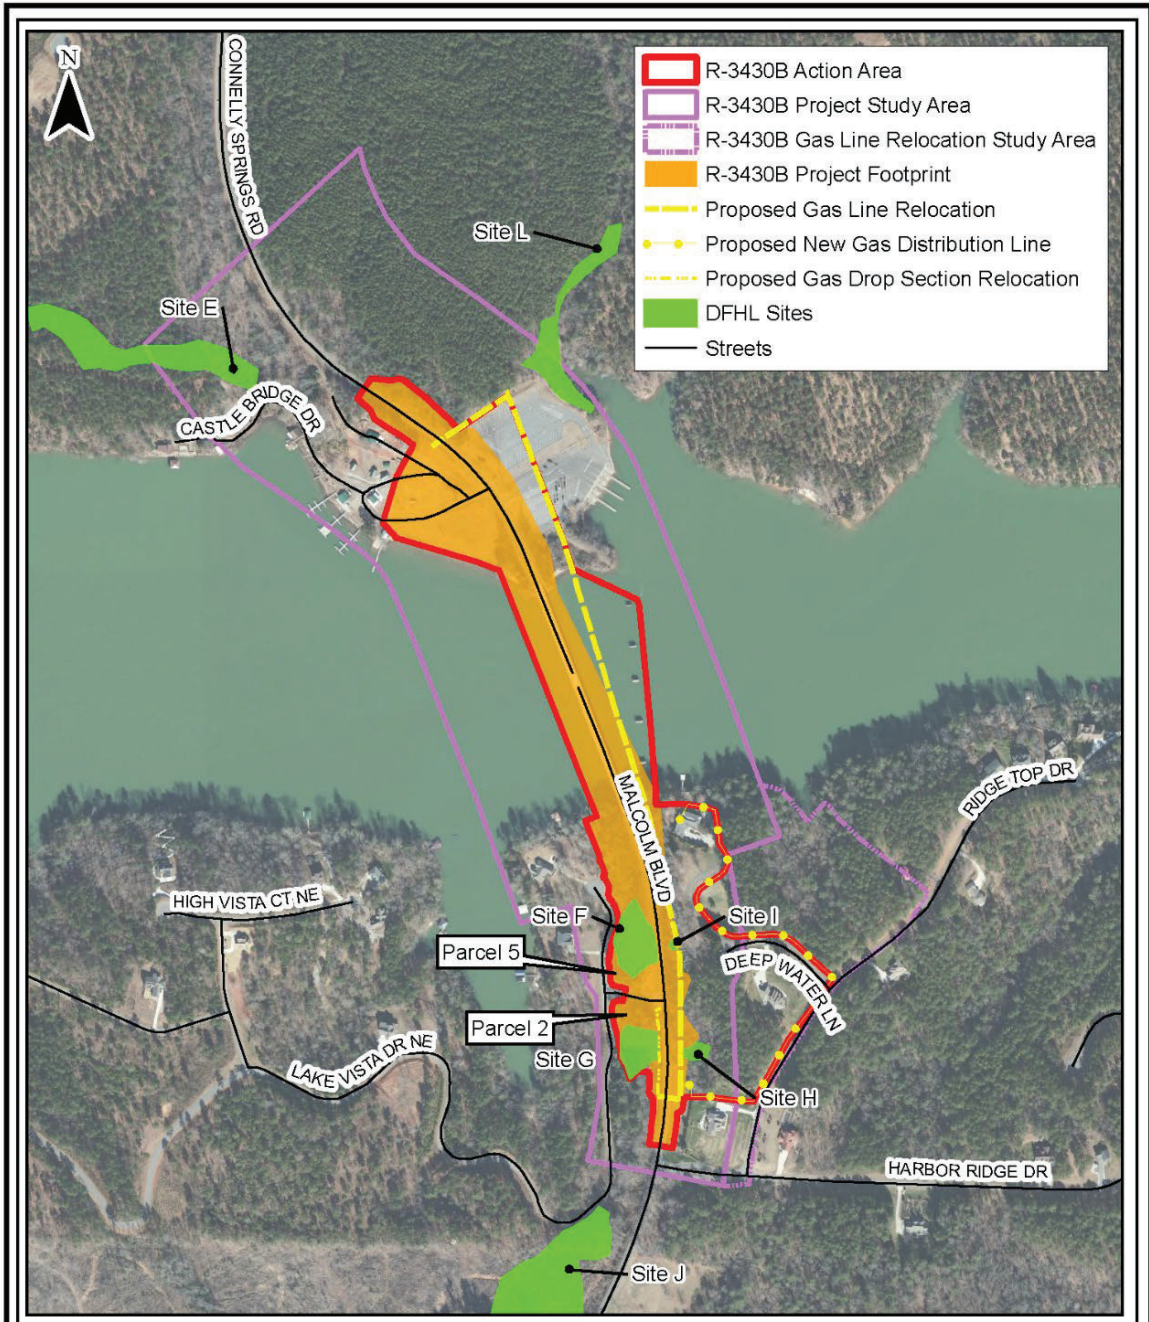 N
CONNELLY SPRINGS RD
R-3430B Action Area
R-3430B Project Study Area
R-3430B Gas Line Relocation Study Area
R-3430B Project Footprint
Proposed Gas Line Relocation
Proposed New Gas Distribution Line
Proposed Gas Drop Section Relocation
DFHL Sites
Streets
Site L
Site E
CASTLE BRIDGE DR
RIDGE TOP DR
MALCOLM BLVD
HIGH VISTA CT NE
Site F
Site I
Parcel 5
DEEP WATER LN
Parcel 2
Site G
LAKE VISTA DR NE
Site H
HARBOR RIDGE DR
Site J